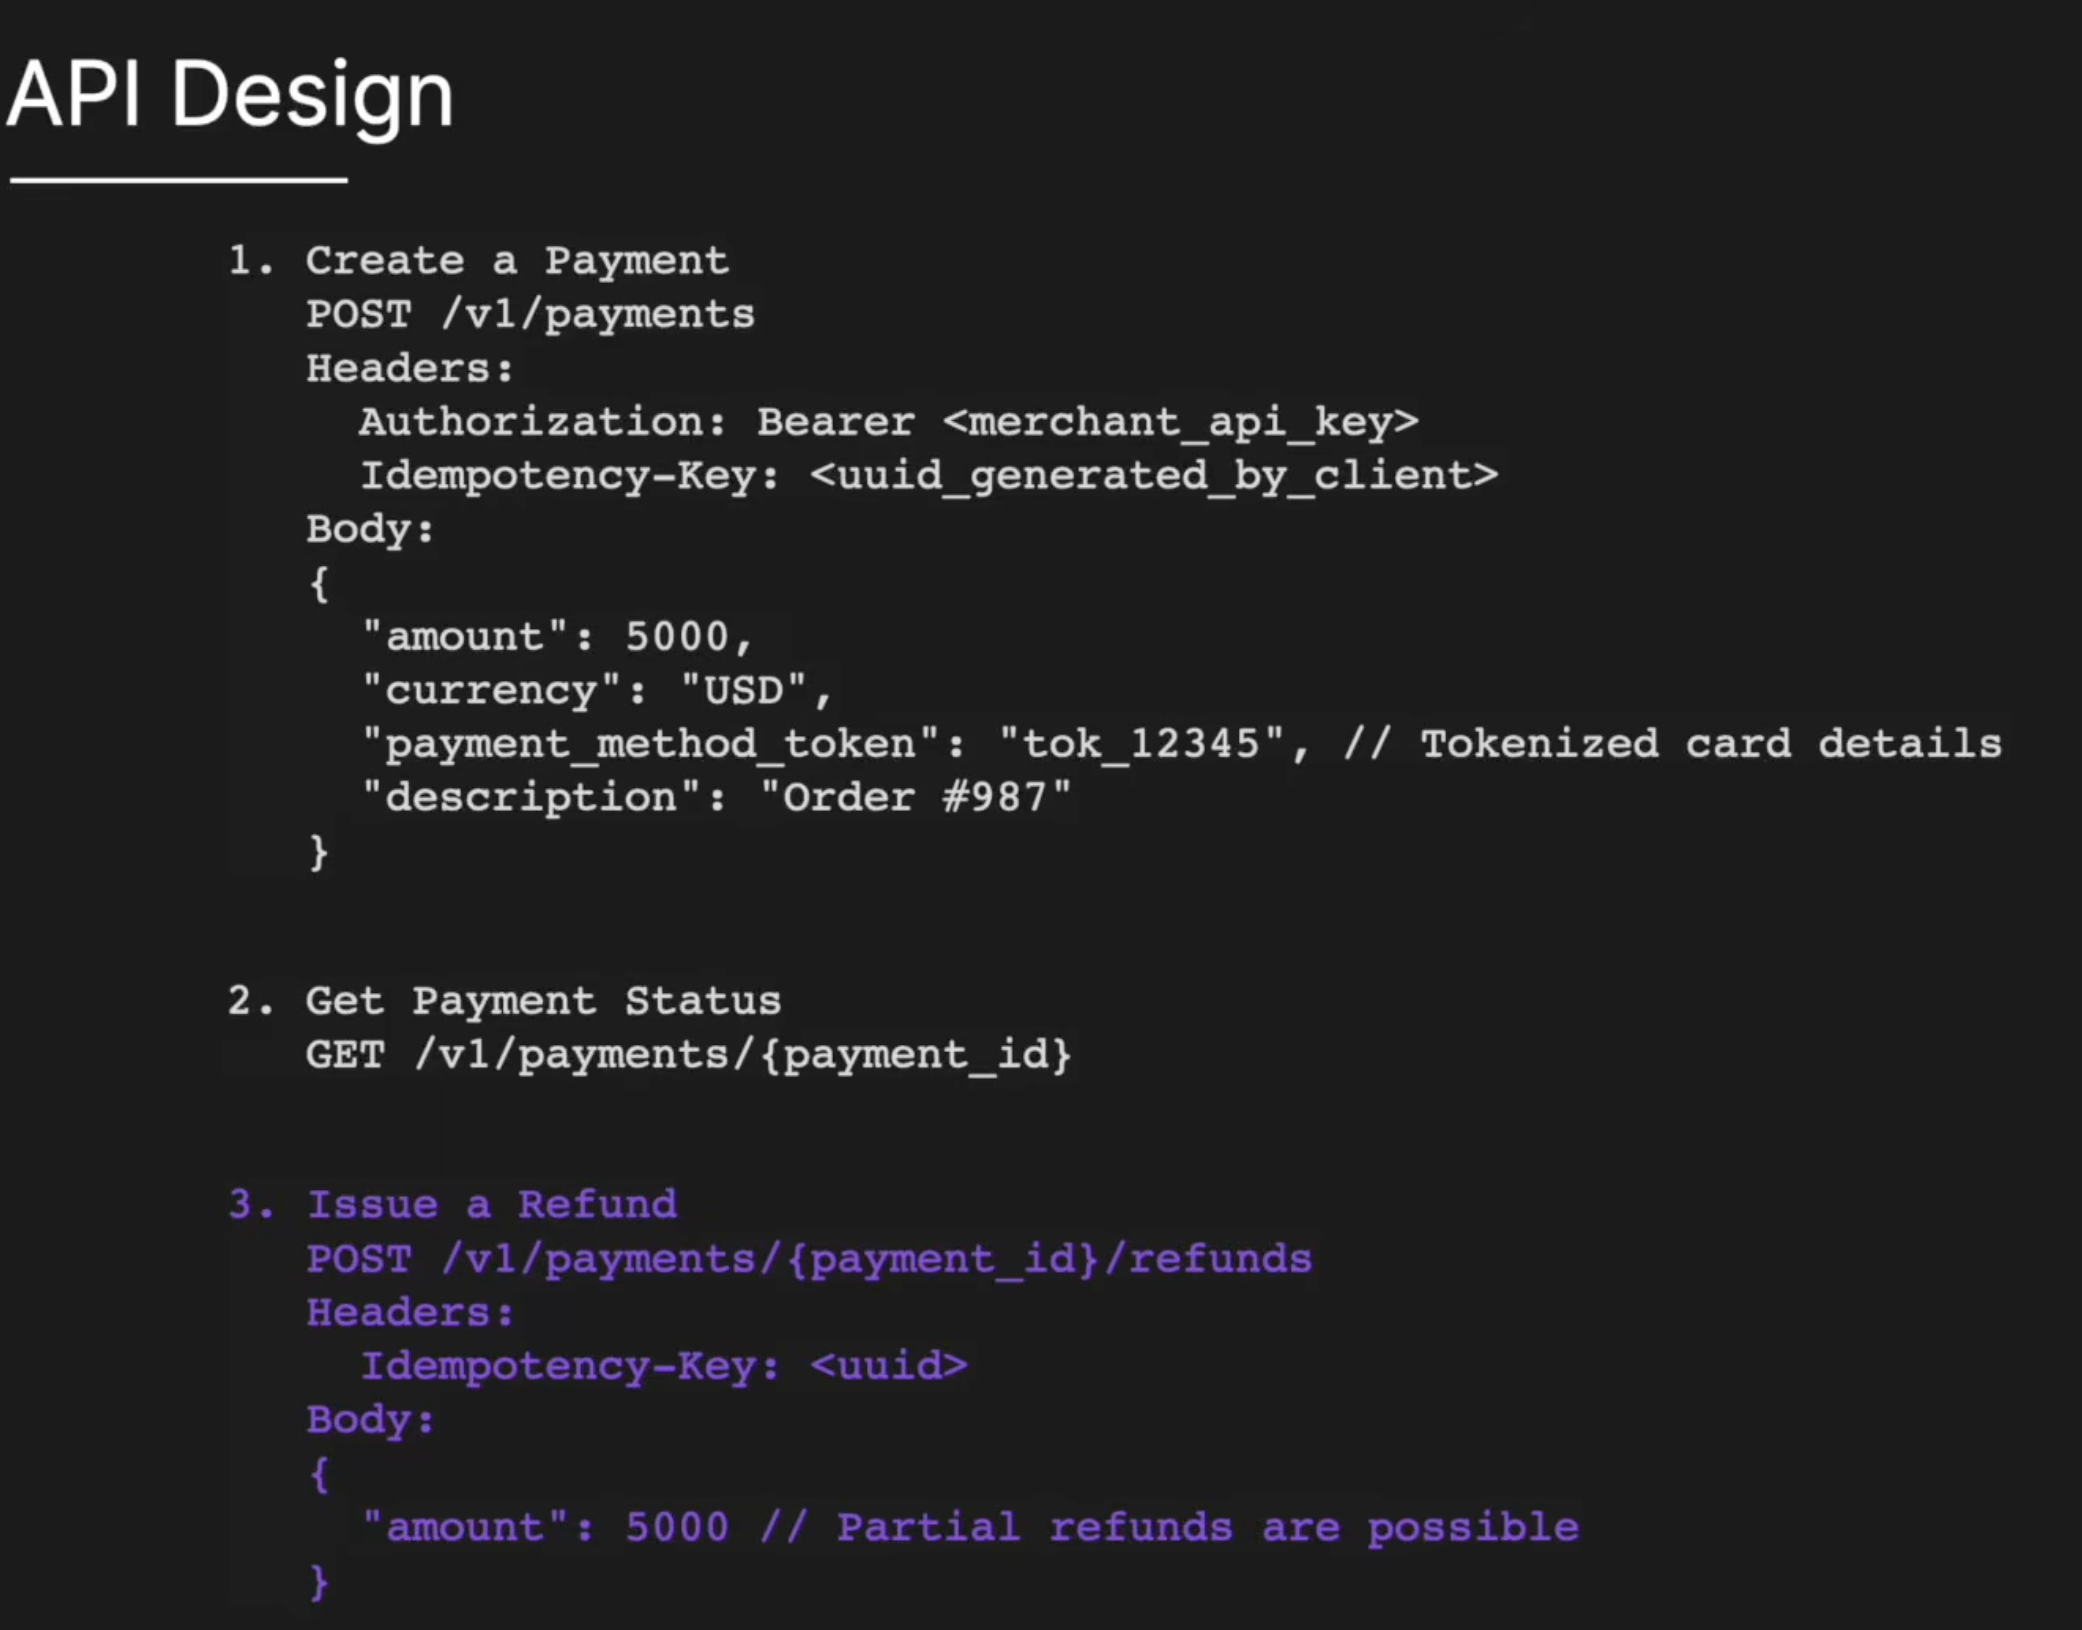 API Design
1. Create a Payment
POST /v1/payments
Headers:
Authorization: Bearer <merchant_api_key>
Idempotency-Key: <uuid_generated_by_client>
Body:
{
"amount": 5000,
"currency": "USD",
"payment_method_token": "tok_12345", // Tokenized card details
"description": "Order #987"
}
2. Get Payment Status
GET /v1/payments/{payment_id}
3. Issue a Refund
POST /v1/payments/{payment_id}/refunds
Headers:
Idempotency-Key: <uuid>
Body:
{
"amount": 5000 // Partial refunds are possible
}